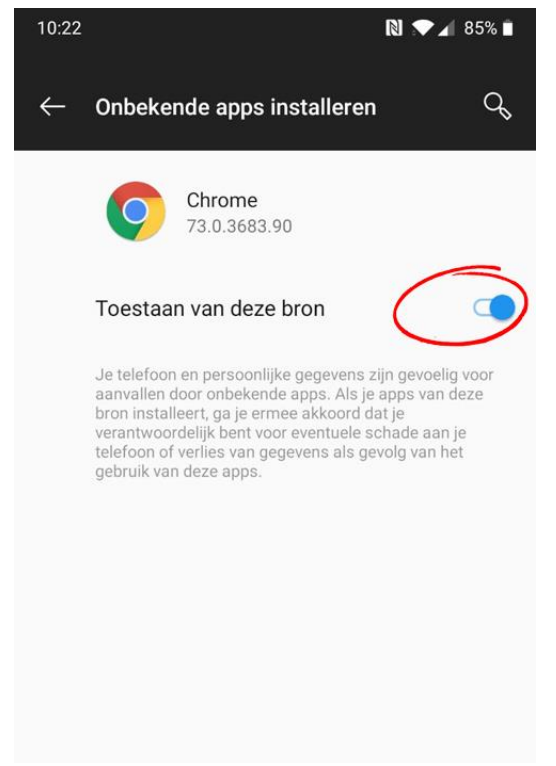 10:22
85%
Onbekende apps installeren
Chrome
73.0.3683.90
Toestaan van deze bron
Je telefoon en persoonlijke gegevens zijn gevoelig voor
aanvallen door onbekende apps. Als je apps van deze
bron installeert, ga je ermee akkoord dat je
verantwoordelijk bent voor eventuele schade aan je
telefoon of verlies van gegevens als gevolg van het
gebruik van deze apps.